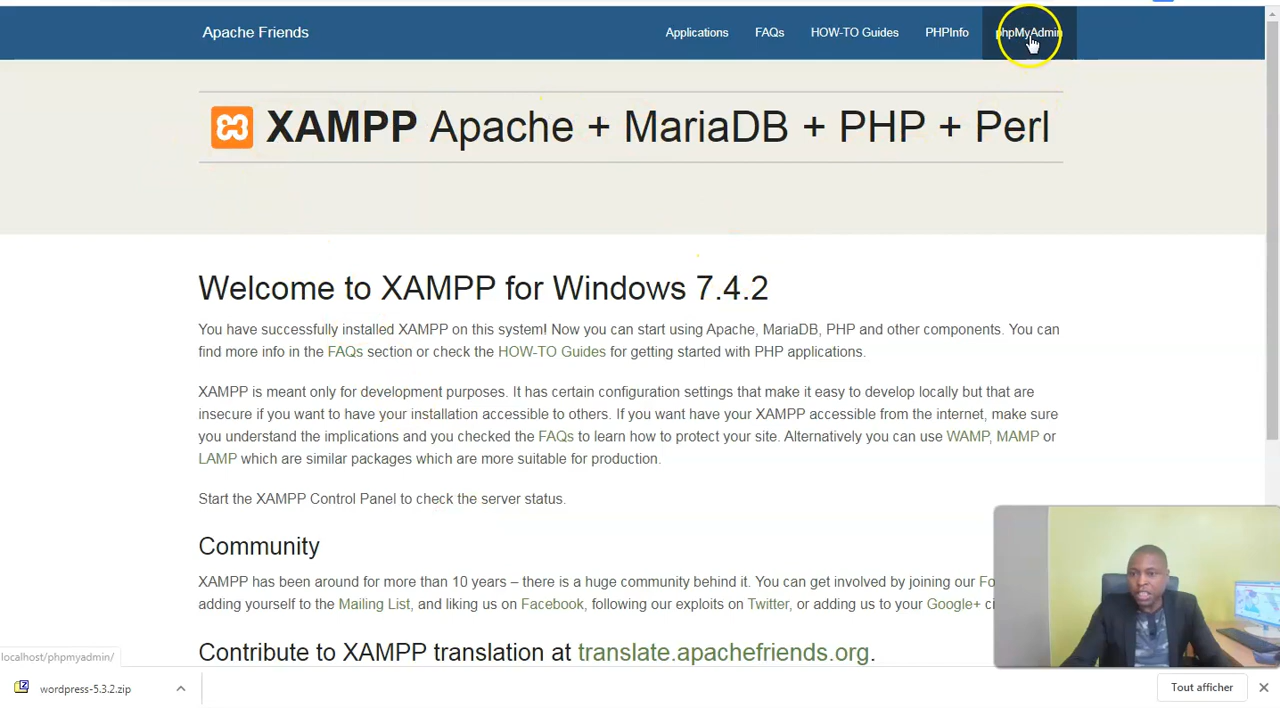 Apache Friends
Applications FAQs HOW-TO Guides PHPInfo phpMyAdmin
XAMPP Apache + MariaDB + PHP + Perl
Welcome to XAMPP for Windows 7.4.2
You have successfully installed XAMPP on this system! Now you can start using Apache, MariaDB, PHP and other components. You can
find more info in the FAQs section or check the HOW-TO Guides for getting started with PHP applications.
XAMPP is meant only for development purposes. It has certain configuration settings that make it easy to develop locally but that are
insecure if you want to have your installation accessible to others. If you want have your XAMPP accessible from the internet, make sure
you understand the implications and you checked the FAQs to learn how to protect your site. Alternatively you can use WAMP, MAMP or
LAMP which are similar packages which are more suitable for production.
Start the XAMPP Control Panel to check the server status.
Community
XAMPP has been around for more than 10 years – there is a huge community behind it. You can get involved by joining our Fo
adding yourself to the Mailing List, and liking us on Facebook, following our exploits on Twitter, or adding us to your Google+ ci
Contribute to XAMPP translation at translate.apachefriends.org.
localhost/phpmyadmin/
wordpress-5.3.2.zip
Tout afficher